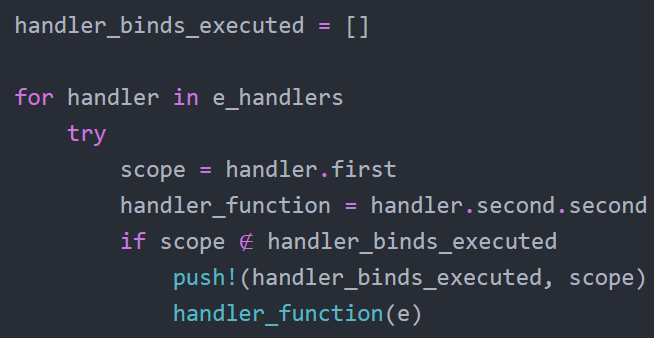 handler_binds_executed = []
for handler in e_handlers
try
scope = handler.first
handler_function = handler.second.second
if scope ∉ handler_binds_executed
push!(handler_binds_executed, scope)
handler_function(e)